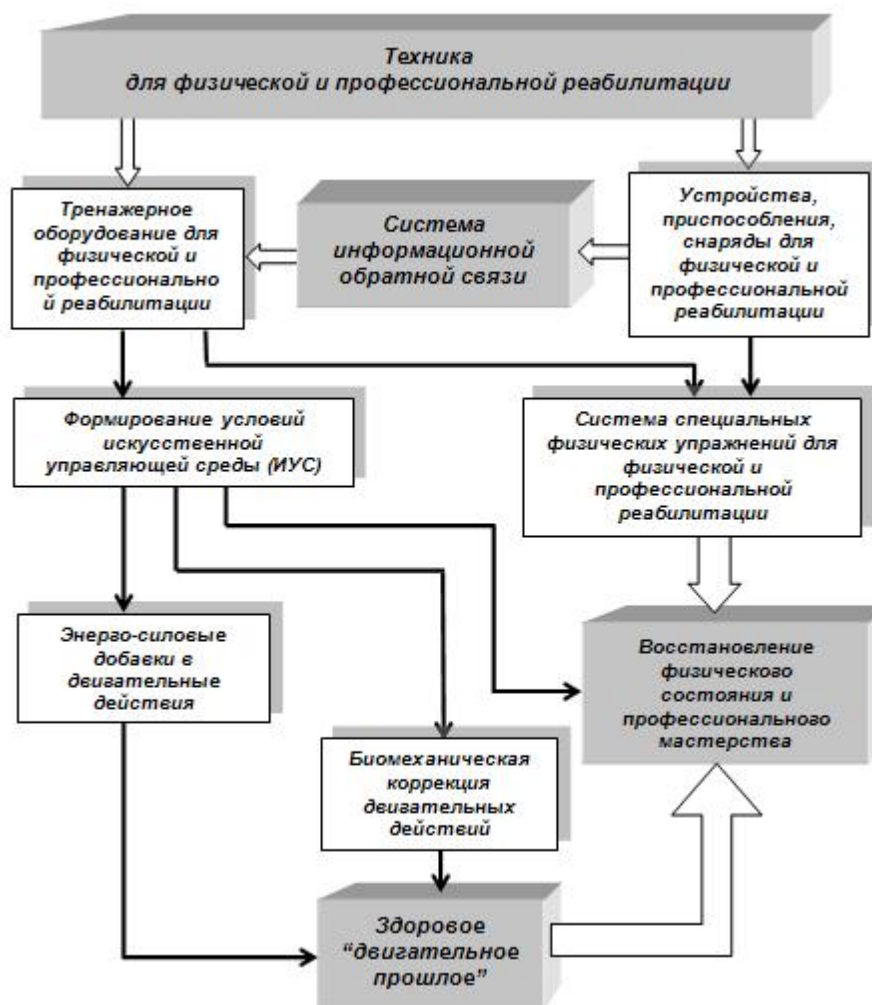 Техника
для физической и профессиональной реабилитации
Тренажерное
оборудование для
физической и
профессионально
й реабилитации
Система
информационной
обратной связи
Устройства,
приспособления,
снаряды для
физической и
профессиональной
реабилитации
Формирование условий
искусственной
управляющей среды (ИУС)
Система специальных
физических упражнений для
физической и
профессиональной
реабилитации
Энерго-силовые
добавки в
двигательные
действия
Восстановление
физического
состояния и
профессионального
мастерства
Биомеханическая
коррекция
двигательных
действий
Здоровое
“двигательное
прошлое”